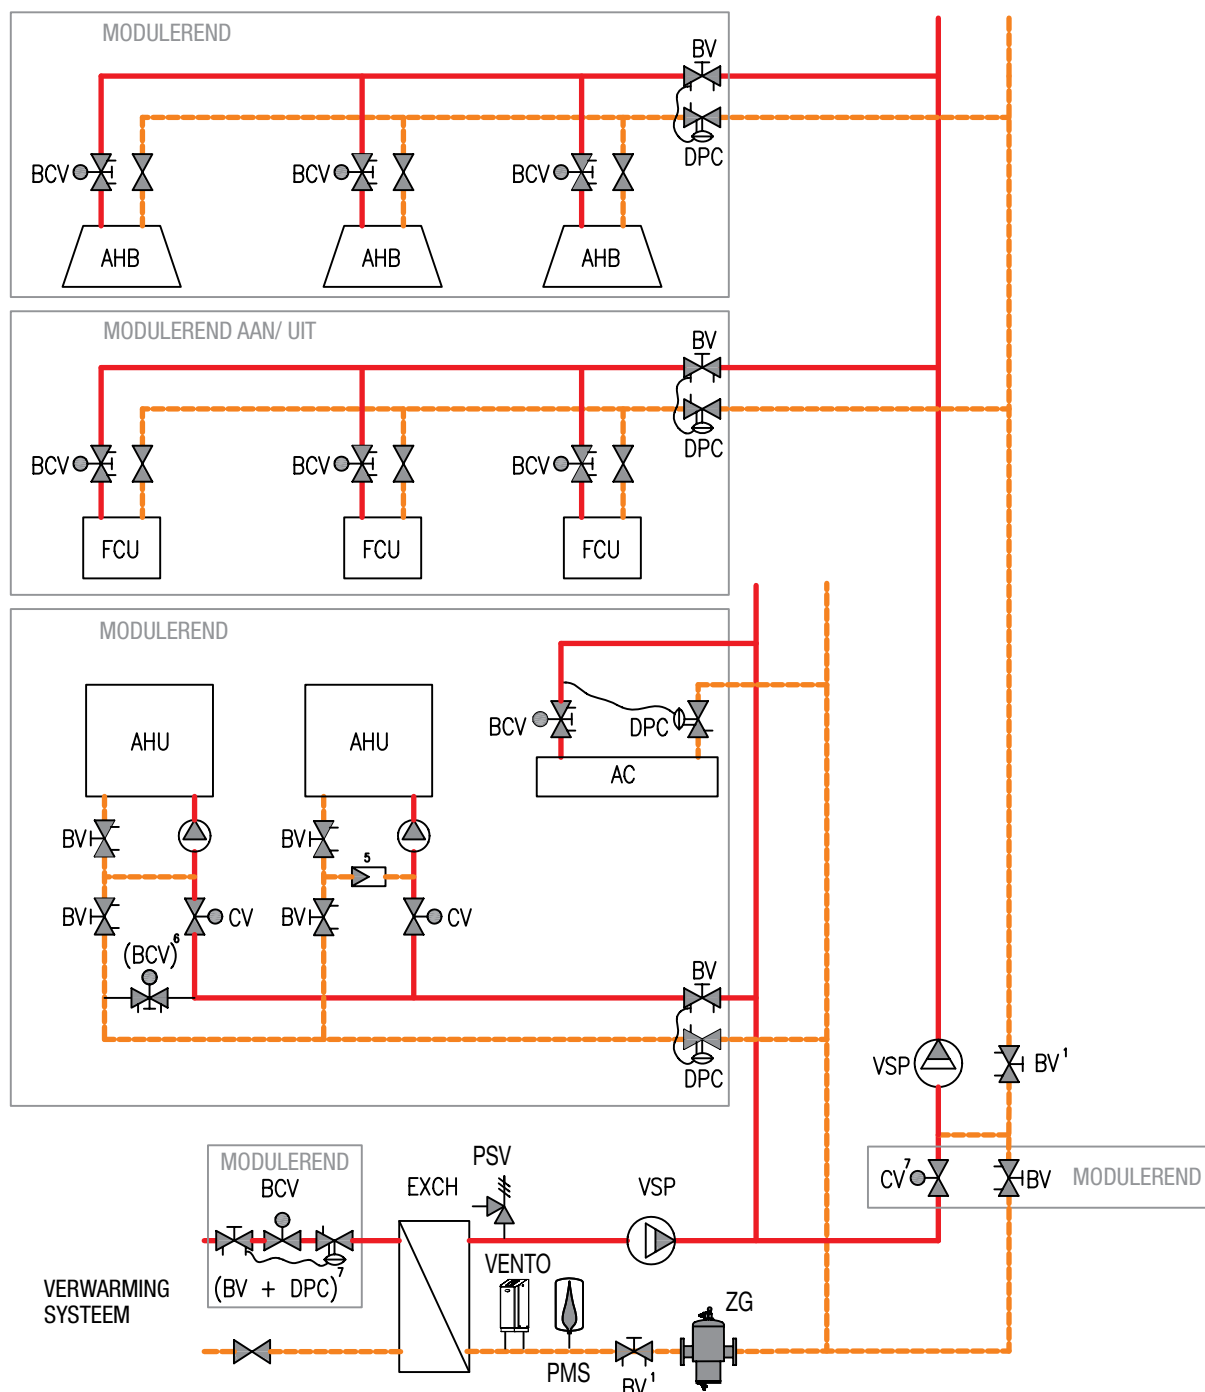 MODULEREND
BV
DPC
BCV
BCV
BCV
AHB
AHB
AHB
MODULEREND AAN/ UIT
BV
DPC
BCV
BCV
BCV
FCU
FCU
FCU
MODULEREND
AHU
AHU
BCV
DPC
AC
BV
BV
5
BV
CV
BV
CV
(BCV)⁶
BV
DPC
VSP
BV¹
MODULEREND
BCV
(BV + DPC)⁷
EXCH
PSV
VSP
CV⁷
BV
MODULEREND
VERWARMING
SYSTEEM
VENTO
PMS
BV¹
ZG